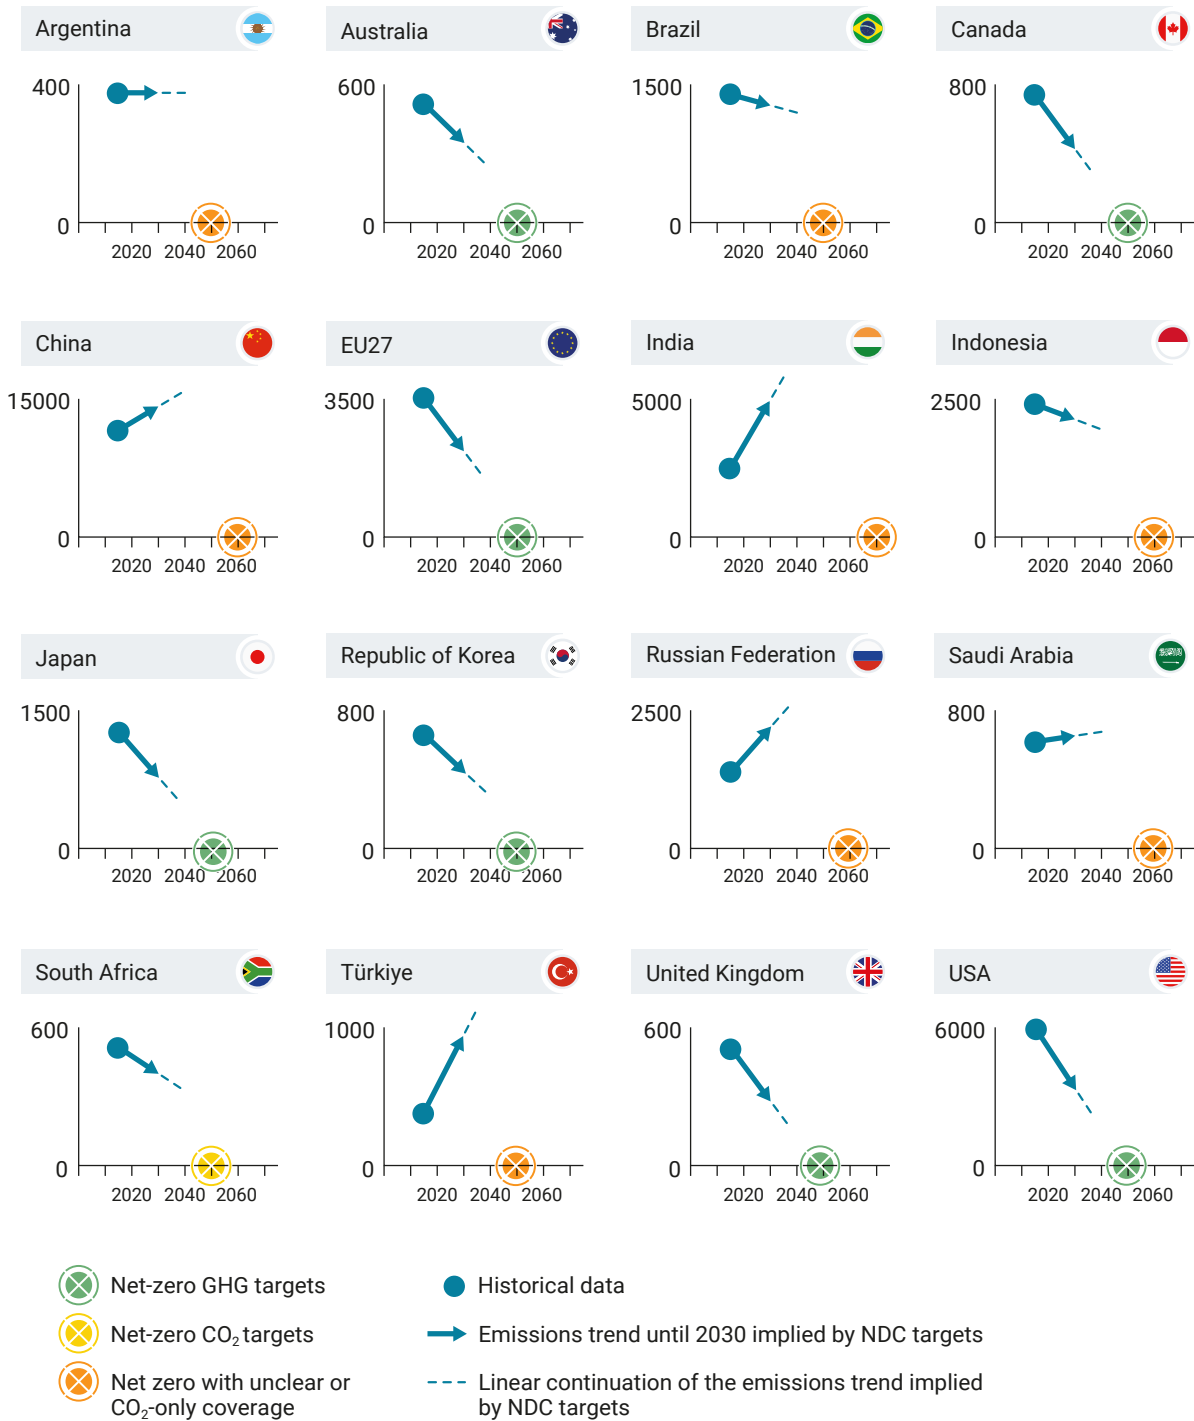 Argentina
400
0
2020 2040 2060
Australia
600
0
2020 2040 2060
Brazil
1500
0
2020 2040 2060
Canada
800
0
2020 2040 2060
China
15000
0
2020 2040 2060
EU27
3500
0
2020 2040 2060
India
5000
0
2020 2040 2060
Indonesia
2500
0
2020 2040 2060
Japan
1500
0
2020 2040 2060
Republic of Korea
800
0
2020 2040 2060
Russian Federation
2500
0
2020 2040 2060
Saudi Arabia
800
0
2020 2040 2060
South Africa
600
0
2020 2040 2060
Türkiye
1000
0
2020 2040 2060
United Kingdom
600
0
2020 2040 2060
USA
6000
0
2020 2040 2060
Net-zero GHG targets
Net-zero CO₂ targets
Net zero with unclear or
CO₂-only coverage
Historical data
Emissions trend until 2030 implied by NDC targets
Linear continuation of the emissions trend implied
by NDC targets